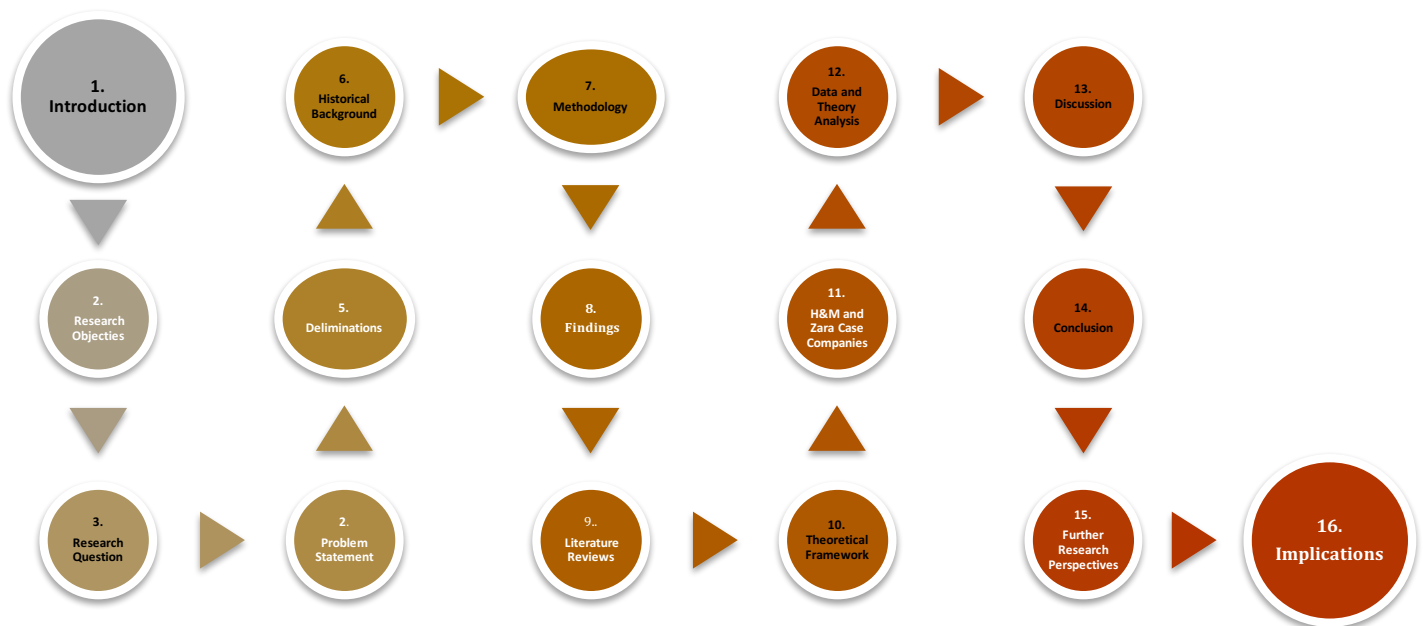 1.
Introduction
2.
Research
Objecties
3.
Research
Question
2.
Problem
Statement
5.
Deliminations
6.
Historical
Background
7.
Methodology
8.
Findings
9..
Literature
Reviews
10.
Theoretical
Framework
11.
H&M and
Zara Case
Companies
12.
Data and
Theory
Analysis
13.
Discussion
14.
Conclusion
15.
Further
Research
Perspectives
16.
Implications